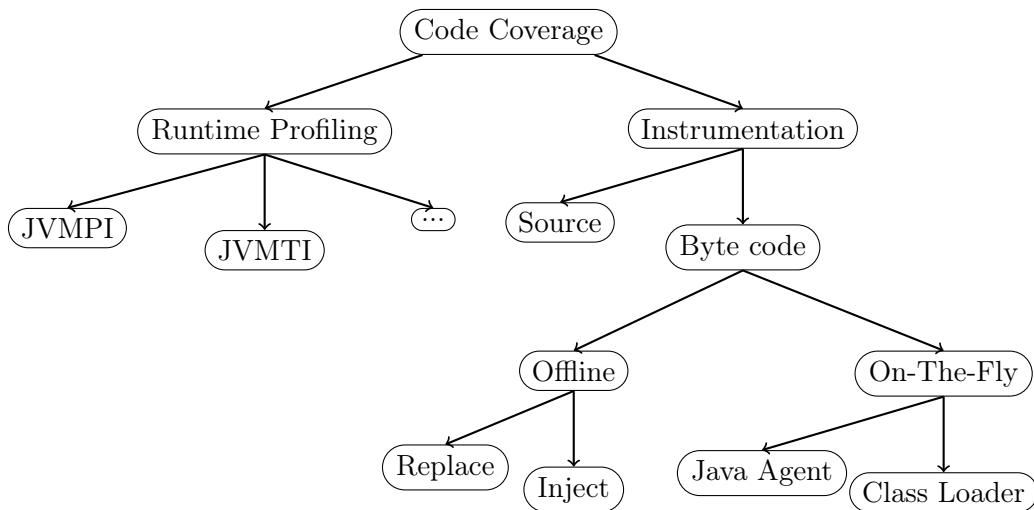 Code Coverage
Runtime Profiling
Instrumentation
JVMPI
JVMTI
...
Source
Byte code
Offline
On-The-Fly
Replace
Inject
Java Agent
Class Loader